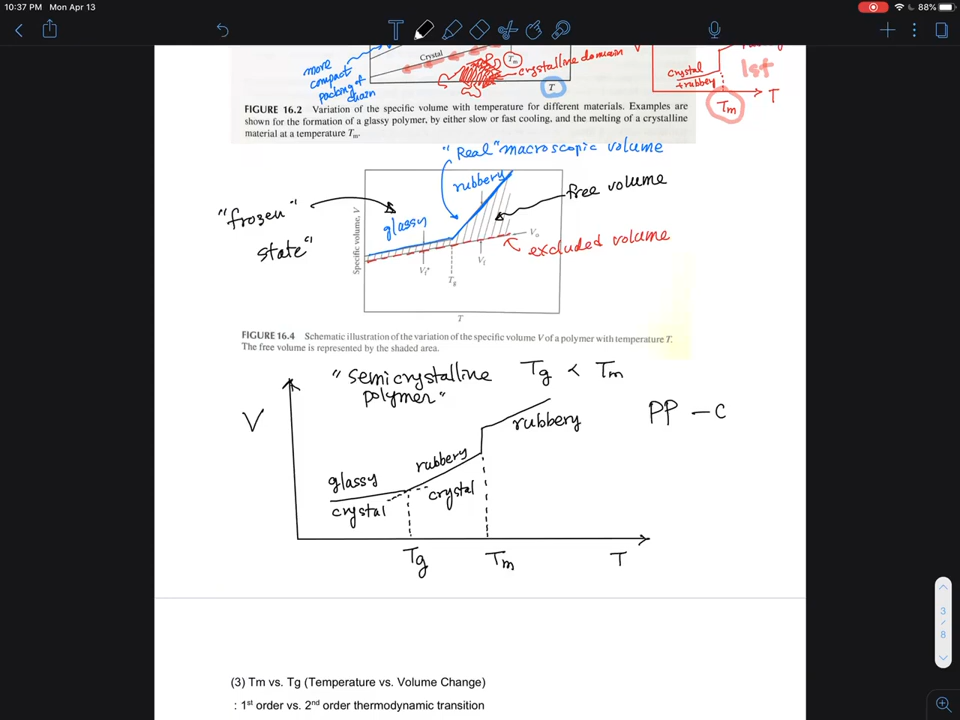 10:37 PM Mon Apr 13
88%
more
compact
packing of
chain
Crystal
Tm
crystalline domain
T
crystal
+rubbery
1st
Tm
T
FIGURE 16.2 Variation of the specific volume with temperature for different materials. Examples are
shown for the formation of a glassy polymer, by either slow or fast cooling, and the melting of a crystalline
material at a temperature Tm.
"Real" macroscopic volume
rubbery
free volume
"frozen"
state"
glassy
Specific volume, V
V₀
excluded volume
Tg
T
FIGURE 16.4 Schematic illustration of the variation of the specific volume V of a polymer with temperature T.
The free volume is represented by the shaded area.
"semicrystalline Tg < Tm
polymer"
V
rubbery
PP - C
glassy
rubbery
crystal
crystal
Tg
Tm
T
3
/
8
(3) Tm vs. Tg (Temperature vs. Volume Change)
: 1st order vs. 2nd order thermodynamic transition